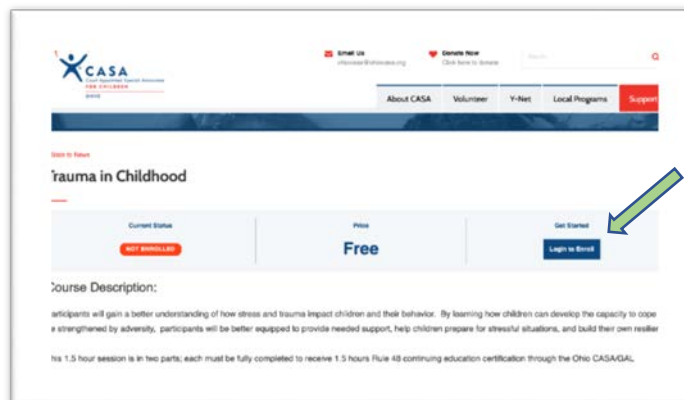 Email Us
Donate Now
Click here to donate
Search
CASA
Court Appointed Special Advocates
FOR CHILDREN
OHIO
About CASA Volunteer Y-Net Local Programs Support
Back to News
Trauma in Childhood
Current Status Price Get Started
NOT ENROLLED Free Login to Enroll
Course Description:
articipants will gain a better understanding of how stress and trauma impact children and their behavior. By learning how children can develop the capacity to cope
e strengthened by adversity, participants will be better equipped to provide needed support, help children prepare for stressful situations, and build their own resilier
his 1.5 hour session is in two parts; each must be fully completed to receive 1.5 hours Rule 48 continuing education certification through the Ohio CASA/GAL